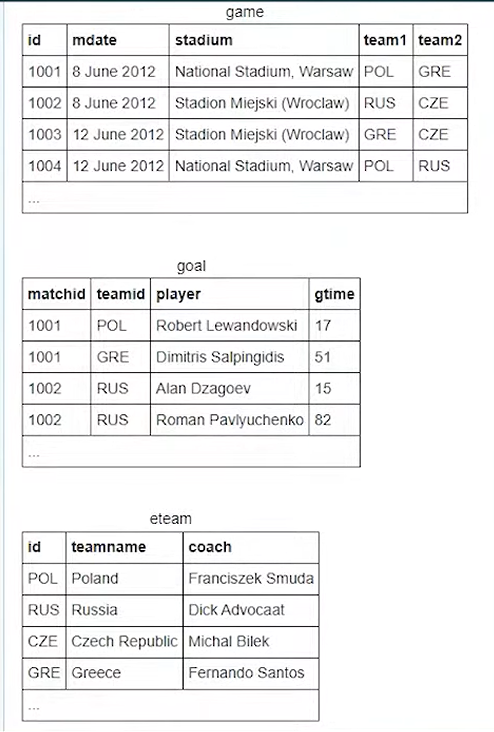 game
id mdate stadium team1 team2
1001 8 June 2012 National Stadium, Warsaw POL GRE
1002 8 June 2012 Stadion Miejski (Wroclaw) RUS CZE
1003 12 June 2012 Stadion Miejski (Wroclaw) GRE CZE
1004 12 June 2012 National Stadium, Warsaw POL RUS
...
goal
matchid teamid player gtime
1001 POL Robert Lewandowski 17
1001 GRE Dimitris Salpingidis 51
1002 RUS Alan Dzagoev 15
1002 RUS Roman Pavlyuchenko 82
...
eteam
id teamname coach
POL Poland Franciszek Smuda
RUS Russia Dick Advocaat
CZE Czech Republic Michal Bilek
GRE Greece Fernando Santos
...